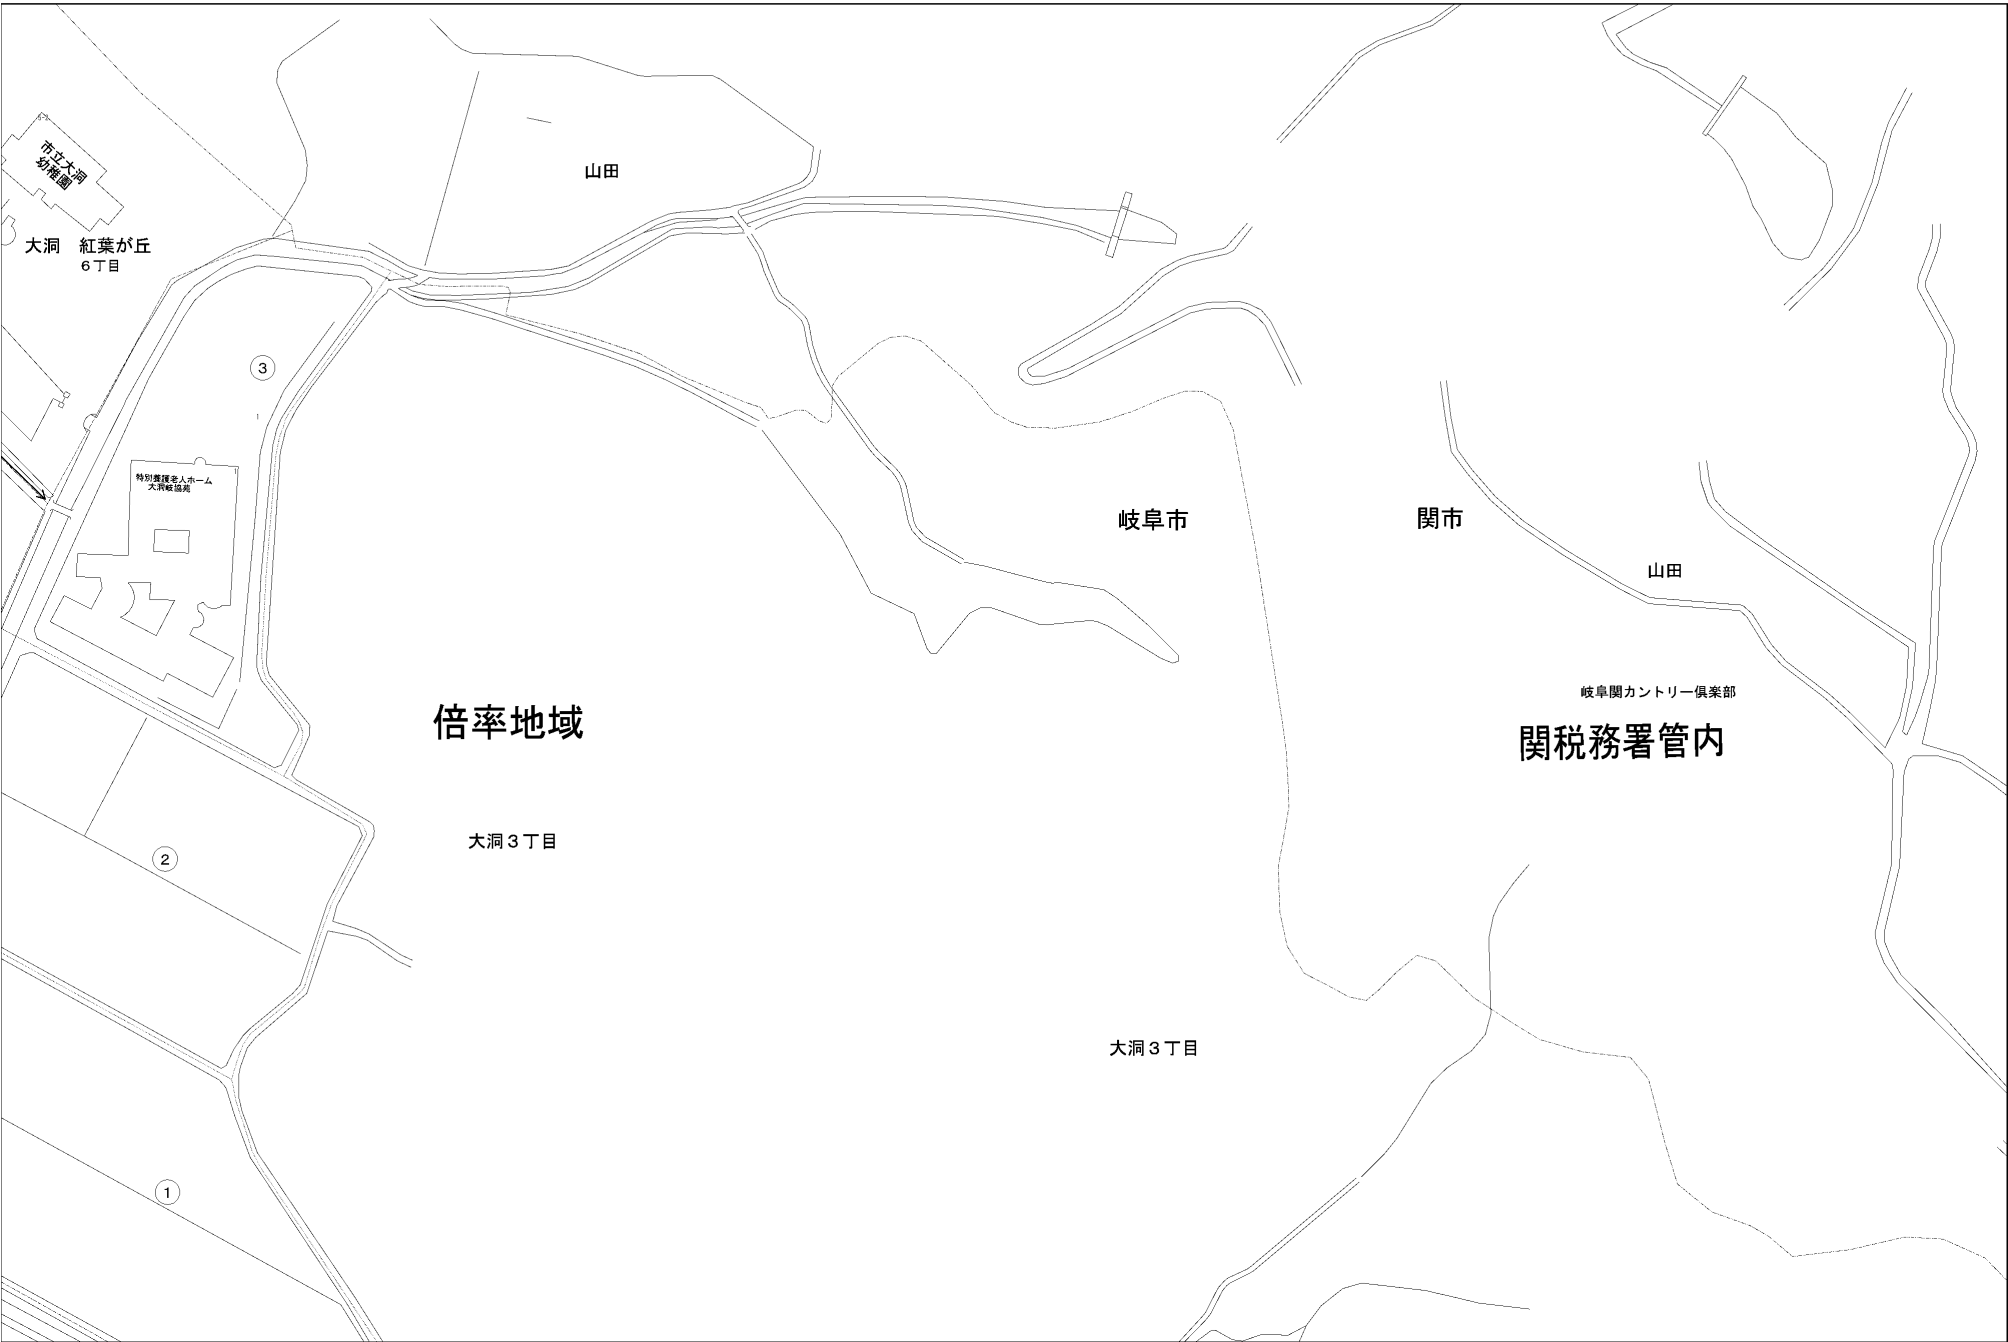 市立大洞
幼稚園
山田
大洞　紅葉が丘
６丁目
3
1
特別養護老人ホーム
大洞岐協苑
岐阜市
関市
山田
岐阜関カントリー倶楽部
倍率地域
関税務署管内
大洞３丁目
2
大洞３丁目
1